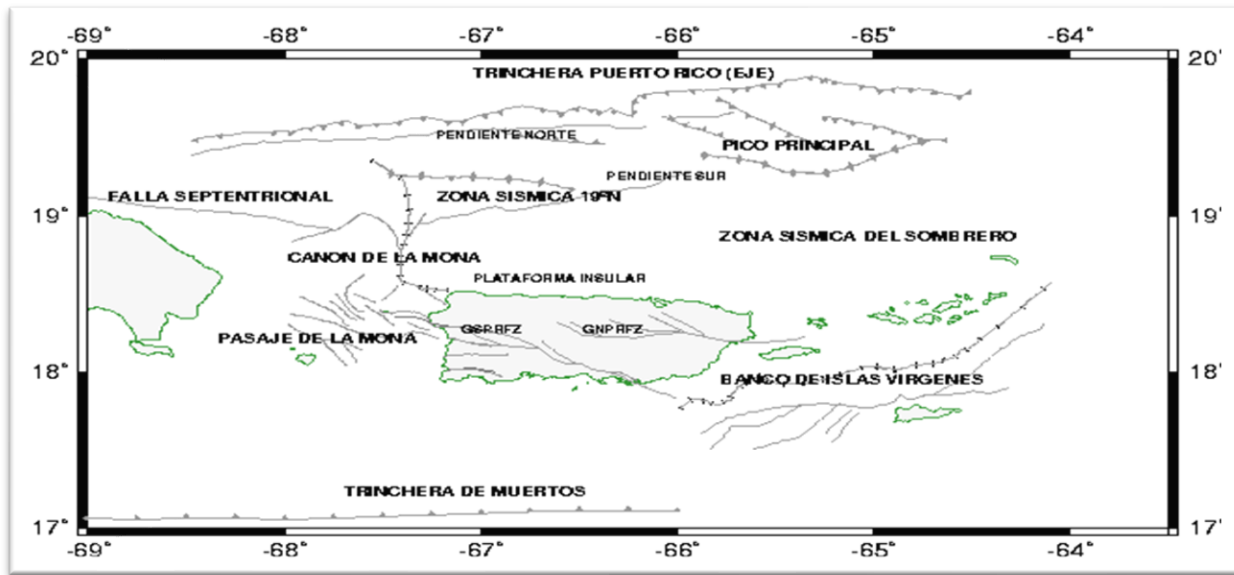 -69° -68° -67° -66° -65° -64°
20° 20°
TRINCHERA PUERTO RICO (EJE)
PENDIENTE NORTE
PICO PRINCIPAL
PENDIENTE SUR
FALLA SEPTENTRIONAL ZONA SISMICA 19°N
19° 19°
ZONA SISMICA DEL SOMBRERO
CANON DE LA MONA
PLATAFORMA INSULAR
PASAJE DE LA MONA GSPRFZ GNPRFZ
18° 18°
BANCO DE ISLAS VIRGENES
TRINCHERA DE MUERTOS
17° 17°
-69° -68° -67° -66° -65° -64°